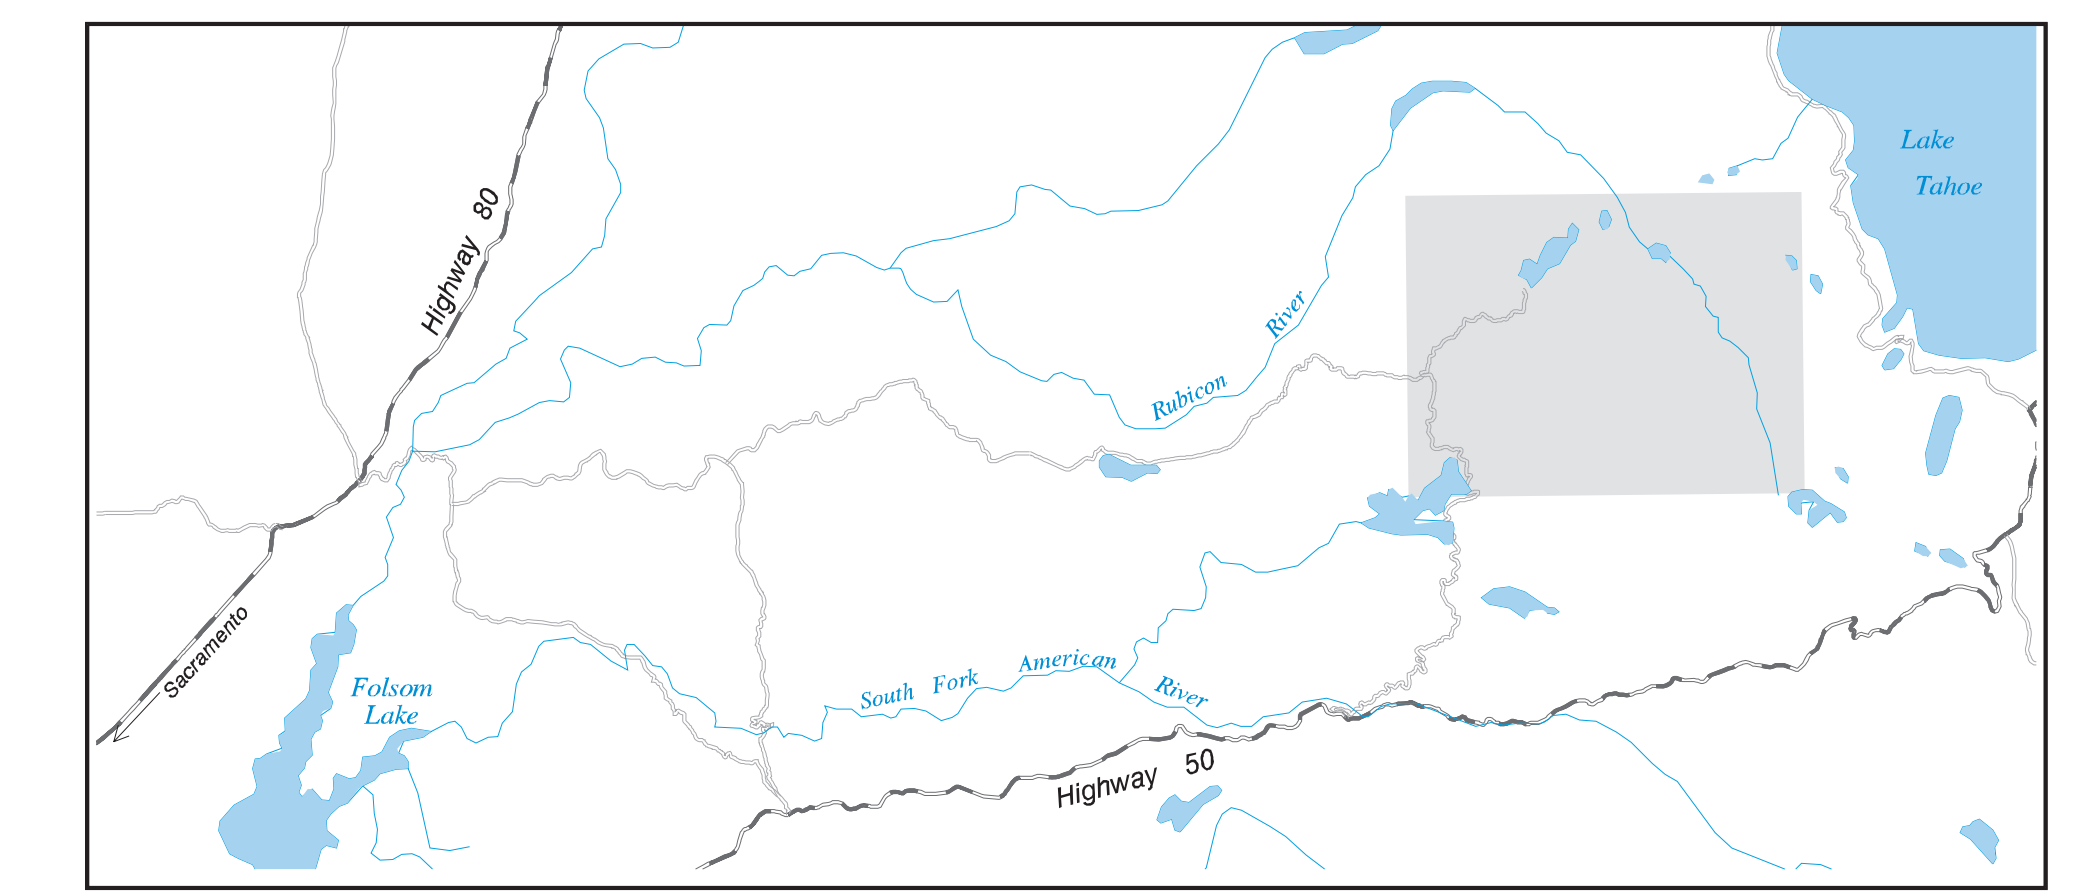 Lake
Tahoe
Highway 80
River
Rubicon
Sacramento
Folsom
Lake
South Fork American River
Highway 50